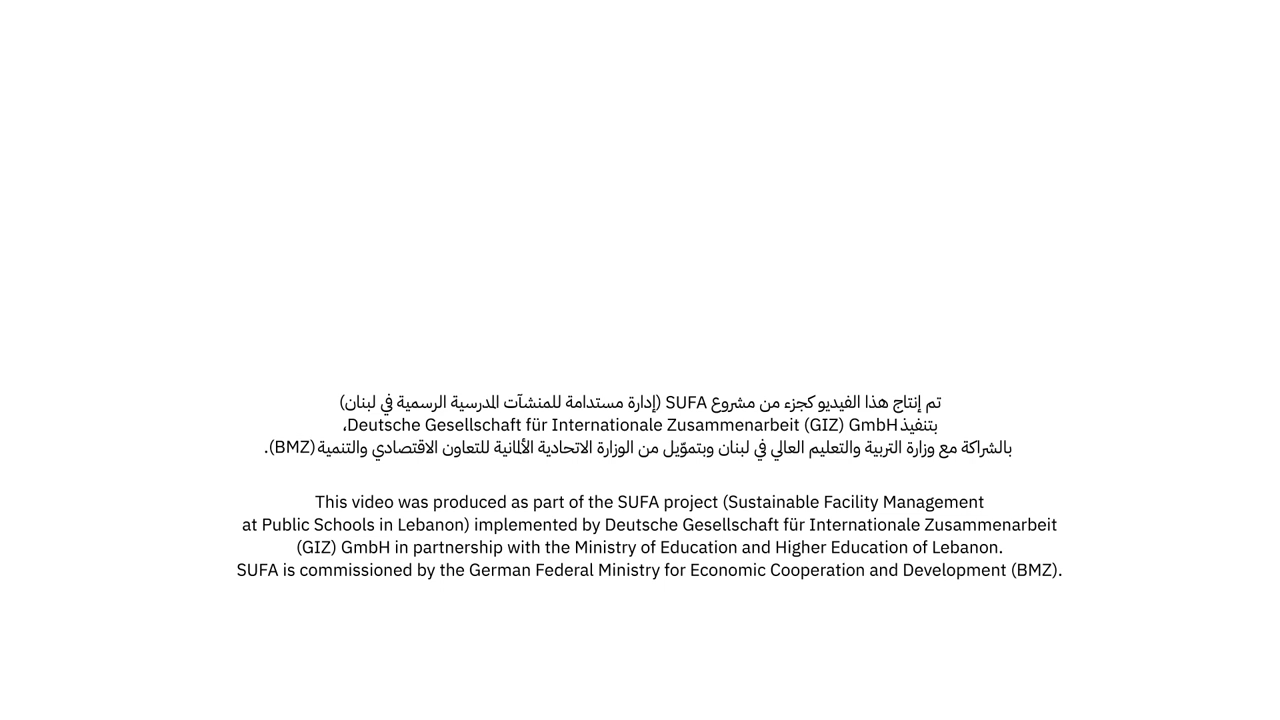 تم إنتاج هذا الفيديو كجزء من مشروع SUFA (إدارة مستدامة للمنشآت المدرسية الرسمية في لبنان)
بتنفيذ Deutsche Gesellschaft für Internationale Zusammenarbeit (GIZ) GmbH،
بالشراكة مع وزارة التربية والتعليم العالي في لبنان وبتموّيل من الوزارة الاتحادية الألمانية للتعاون الاقتصادي والتنمية (BMZ).
This video was produced as part of the SUFA project (Sustainable Facility Management
at Public Schools in Lebanon) implemented by Deutsche Gesellschaft für Internationale Zusammenarbeit
(GIZ) GmbH in partnership with the Ministry of Education and Higher Education of Lebanon.
SUFA is commissioned by the German Federal Ministry for Economic Cooperation and Development (BMZ).